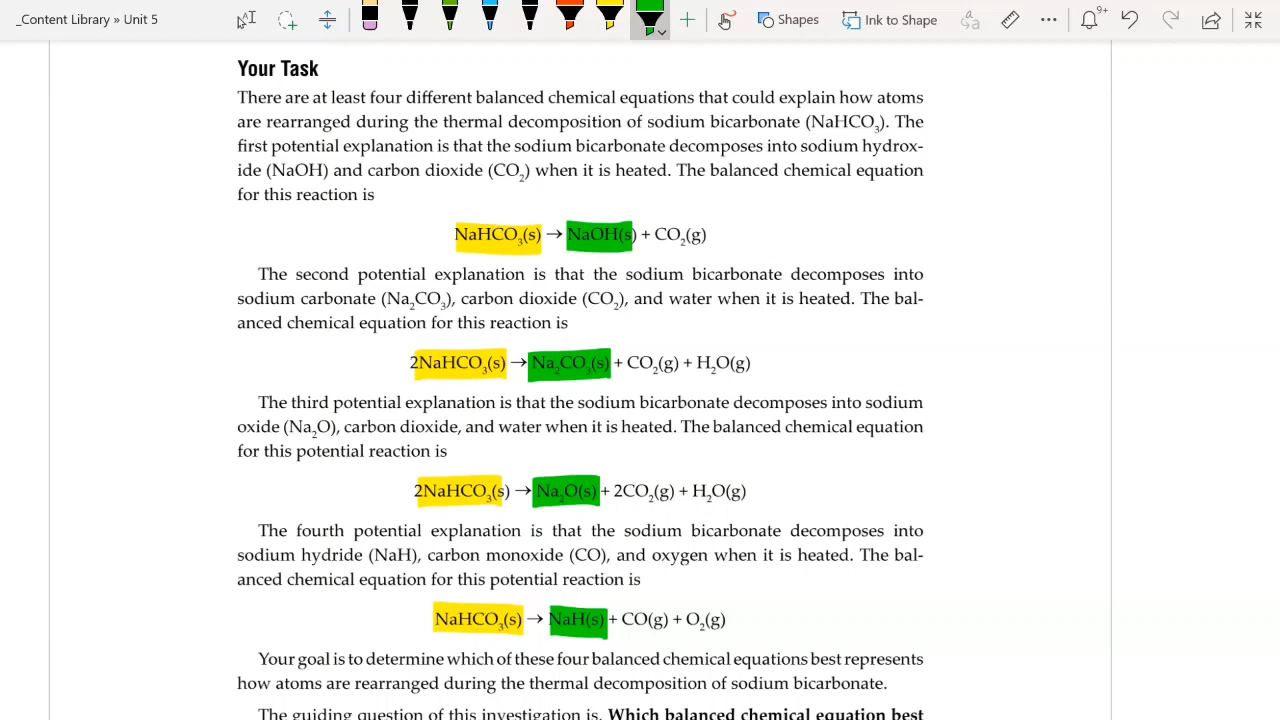 _Content Library » Unit 5
Shapes
Ink to Shape
9+
Your Task
There are at least four different balanced chemical equations that could explain how atoms
are rearranged during the thermal decomposition of sodium bicarbonate (NaHCO₃). The
first potential explanation is that the sodium bicarbonate decomposes into sodium hydrox-
ide (NaOH) and carbon dioxide (CO₂) when it is heated. The balanced chemical equation
for this reaction is
NaHCO₃(s) → NaOH(s) + CO₂(g)
The second potential explanation is that the sodium bicarbonate decomposes into
sodium carbonate (Na₂CO₃), carbon dioxide (CO₂), and water when it is heated. The bal-
anced chemical equation for this reaction is
2NaHCO₃(s) → Na₂CO₃(s) + CO₂(g) + H₂O(g)
The third potential explanation is that the sodium bicarbonate decomposes into sodium
oxide (Na₂O), carbon dioxide, and water when it is heated. The balanced chemical equation
for this potential reaction is
2NaHCO₃(s) → Na₂O(s) + 2CO₂(g) + H₂O(g)
The fourth potential explanation is that the sodium bicarbonate decomposes into
sodium hydride (NaH), carbon monoxide (CO), and oxygen when it is heated. The bal-
anced chemical equation for this potential reaction is
NaHCO₃(s) → NaH(s) + CO(g) + O₂(g)
Your goal is to determine which of these four balanced chemical equations best represents
how atoms are rearranged during the thermal decomposition of sodium bicarbonate.
The guiding question of this investigation is, Which balanced chemical equation best